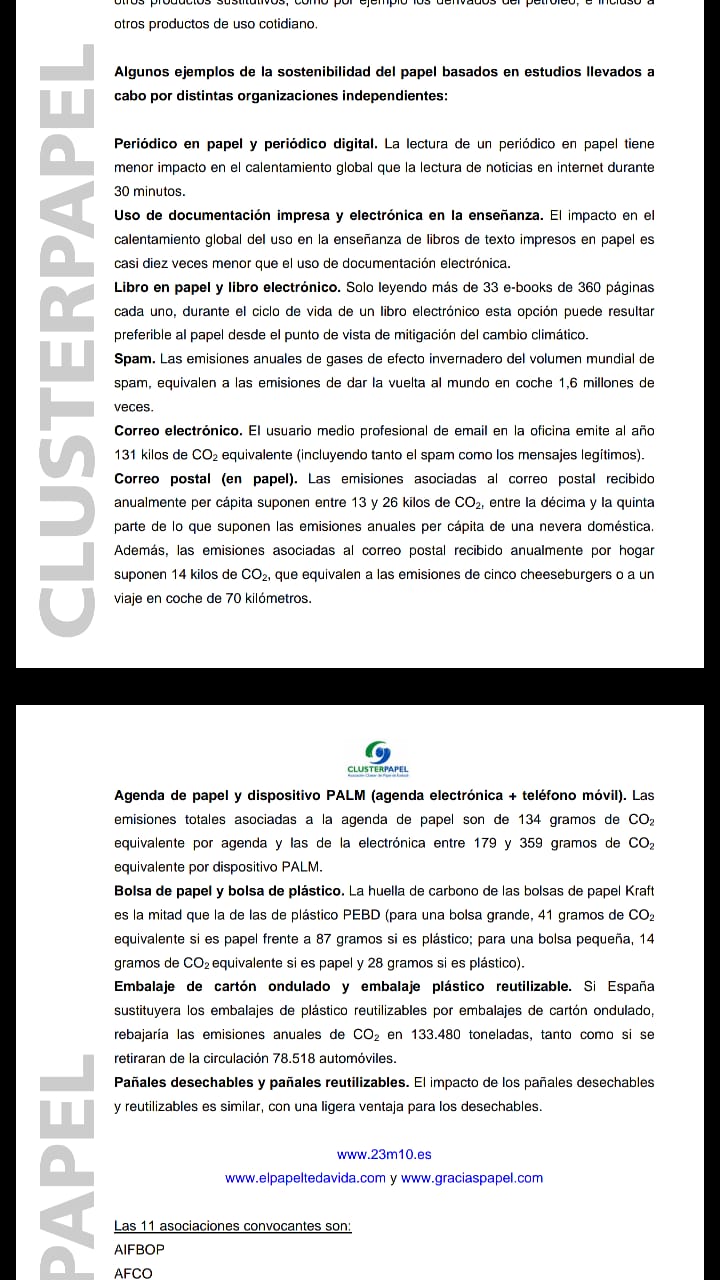 otros productos sustitutivos, como por ejemplo los derivados del petróleo, e incluso a
otros productos de uso cotidiano.
Algunos ejemplos de la sostenibilidad del papel basados en estudios llevados a
cabo por distintas organizaciones independientes:
Periódico en papel y periódico digital. La lectura de un periódico en papel tiene
menor impacto en el calentamiento global que la lectura de noticias en internet durante
30 minutos.
Uso de documentación impresa y electrónica en la enseñanza. El impacto en el
calentamiento global del uso en la enseñanza de libros de texto impresos en papel es
casi diez veces menor que el uso de documentación electrónica.
Libro en papel y libro electrónico. Solo leyendo más de 33 e-books de 360 páginas
cada uno, durante el ciclo de vida de un libro electrónico esta opción puede resultar
preferible al papel desde el punto de vista de mitigación del cambio climático.
Spam. Las emisiones anuales de gases de efecto invernadero del volumen mundial de
spam, equivalen a las emisiones de dar la vuelta al mundo en coche 1,6 millones de
veces.
Correo electrónico. El usuario medio profesional de email en la oficina emite al año
131 kilos de CO₂ equivalente (incluyendo tanto el spam como los mensajes legítimos).
Correo postal (en papel). Las emisiones asociadas al correo postal recibido
anualmente per cápita suponen entre 13 y 26 kilos de CO₂, entre la décima y la quinta
parte de lo que suponen las emisiones anuales per cápita de una nevera doméstica.
Además, las emisiones asociadas al correo postal recibido anualmente por hogar
suponen 14 kilos de CO₂, que equivalen a las emisiones de cinco cheeseburgers o a un
viaje en coche de 70 kilómetros.
CLUSTERPAPEL
CLUSTERPAPEL
Asociación Cluster de Papel de Euskadi
Agenda de papel y dispositivo PALM (agenda electrónica + teléfono móvil). Las
emisiones totales asociadas a la agenda de papel son de 134 gramos de CO₂
equivalente por agenda y las de la electrónica entre 179 y 359 gramos de CO₂
equivalente por dispositivo PALM.
Bolsa de papel y bolsa de plástico. La huella de carbono de las bolsas de papel Kraft
es la mitad que la de las de plástico PEBD (para una bolsa grande, 41 gramos de CO₂
equivalente si es papel frente a 87 gramos si es plástico; para una bolsa pequeña, 14
gramos de CO₂ equivalente si es papel y 28 gramos si es plástico).
Embalaje de cartón ondulado y embalaje plástico reutilizable. Si España
sustituyera los embalajes de plástico reutilizables por embalajes de cartón ondulado,
rebajaría las emisiones anuales de CO₂ en 133.480 toneladas, tanto como si se
retiraran de la circulación 78.518 automóviles.
Pañales desechables y pañales reutilizables. El impacto de los pañales desechables
y reutilizables es similar, con una ligera ventaja para los desechables.
www.23m10.es
www.elpapeltedavida.com y www.graciaspapel.com
Las 11 asociaciones convocantes son:
AIFBOP
AFCO
PAPEL